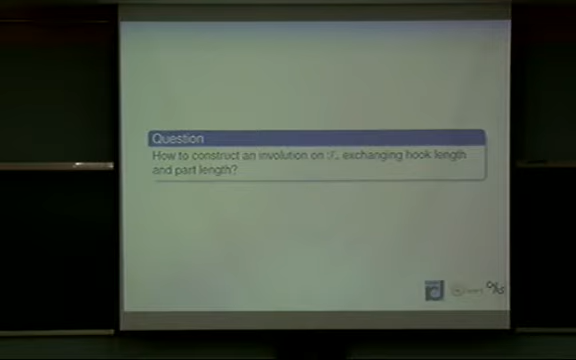 Question
How to construct an involution on exchanging hook length
and part length?